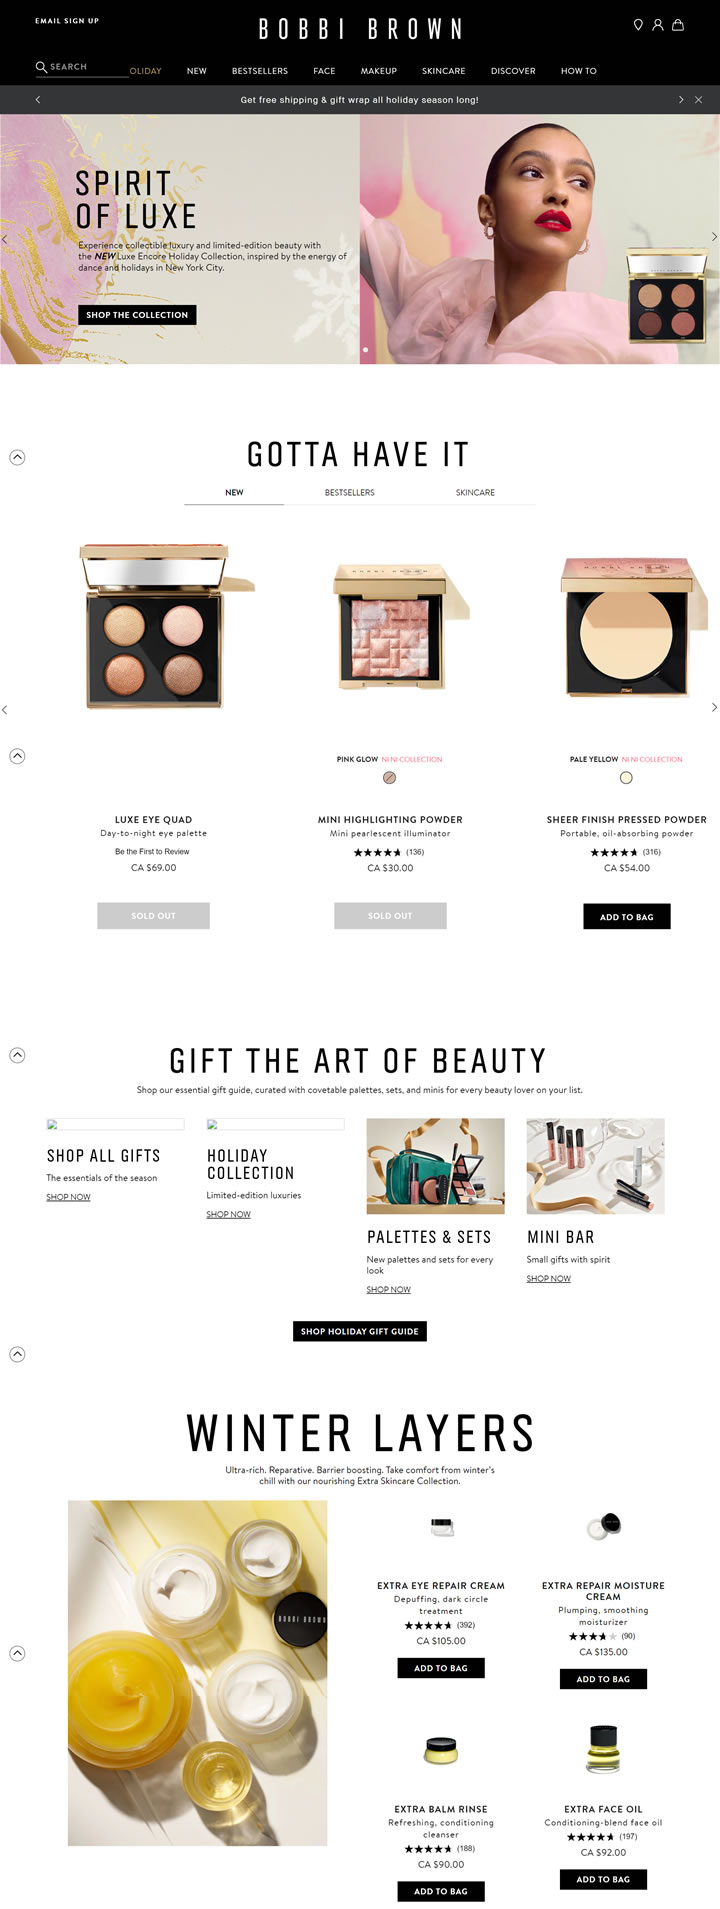 EMAIL SIGN UP
BOBBI BROWN
SEARCH
OLIDAY NEW BESTSELLERS FACE MAKEUP SKINCARE DISCOVER HOW TO
Get free shipping & gift wrap all holiday season long!
SPIRIT
OF LUXE
Experience collectible luxury and limited-edition beauty with
the NEW Luxe Encore Holiday Collection, inspired by the energy of
dance and holidays in New York City.
SHOP THE COLLECTION
GOTTA HAVE IT
NEW BESTSELLERS SKINCARE
PINK GLOW NI NI COLLECTION
PALE YELLOW NI NI COLLECTION
LUXE EYE QUAD
Day-to-night eye palette
Be the First to Review
CA $69.00
SOLD OUT
MINI HIGHLIGHTING POWDER
Mini pearlescent illuminator
(136)
CA $30.00
SOLD OUT
SHEER FINISH PRESSED POWDER
Portable, oil-absorbing powder
(316)
CA $54.00
ADD TO BAG
GIFT THE ART OF BEAUTY
Shop our essential gift guide, curated with covetable palettes, sets, and minis for every beauty lover on your list.
SHOP ALL GIFTS
The essentials of the season
SHOP NOW
HOLIDAY
COLLECTION
Limited-edition luxuries
SHOP NOW
PALETTES & SETS
New palettes and sets for every
look
SHOP NOW
MINI BAR
Small gifts with spirit
SHOP NOW
SHOP HOLIDAY GIFT GUIDE
WINTER LAYERS
Ultra-rich. Reparative. Barrier boosting. Take comfort from winter's
chill with our nourishing Extra Skincare Collection.
BOBBI BROWN
EXTRA EYE REPAIR CREAM
Depuffing, dark circle
treatment
(392)
CA $105.00
ADD TO BAG
EXTRA REPAIR MOISTURE
CREAM
Plumping, smoothing
moisturizer
(90)
CA $135.00
ADD TO BAG
EXTRA BALM RINSE
Refreshing, conditioning
cleanser
(188)
CA $90.00
ADD TO BAG
EXTRA FACE OIL
Conditioning-blend face oil
(197)
CA $92.00
ADD TO BAG